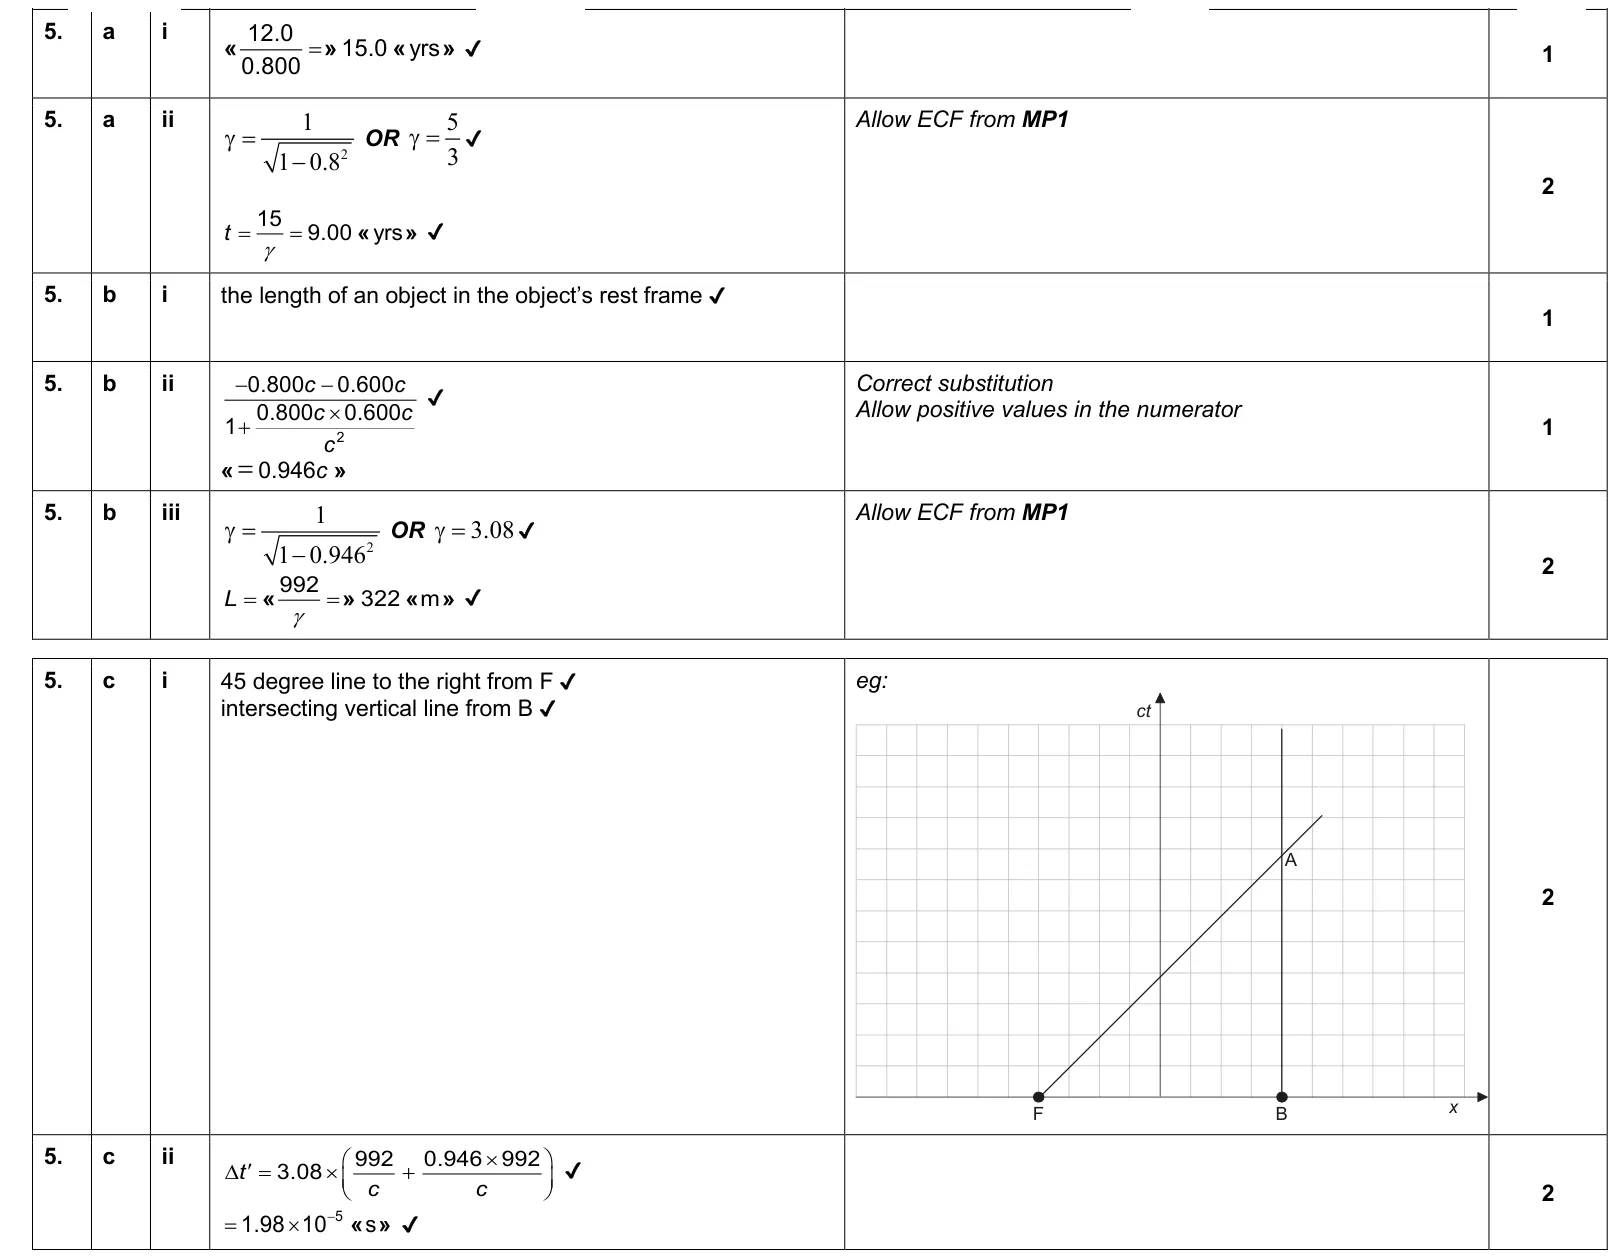 5. a i « 12.0/0.800 =» 15.0 «yrs» ✓ 1
5. a ii γ = 1/√(1–0.8²) OR γ = 5/3 ✓ Allow ECF from MP1
2
t = 15/γ = 9.00 «yrs» ✓
5. b i the length of an object in the object's rest frame ✓
1
5. b ii (–0.800c – 0.600c)/(1+ (0.800c × 0.600c)/c²) ✓ Correct substitution
Allow positive values in the numerator
1
« = 0.946c »
5. b iii γ = 1/√(1–0.946²) OR γ = 3.08 ✓ Allow ECF from MP1
2
L = « 992/γ =» 322 «m» ✓
5. c i 45 degree line to the right from F ✓ eg:
intersecting vertical line from B ✓
ct
A
2
F B x
5. c ii Δt′ = 3.08 × (992/c + (0.946 × 992)/c) ✓
2
= 1.98 × 10⁻⁵ «s» ✓